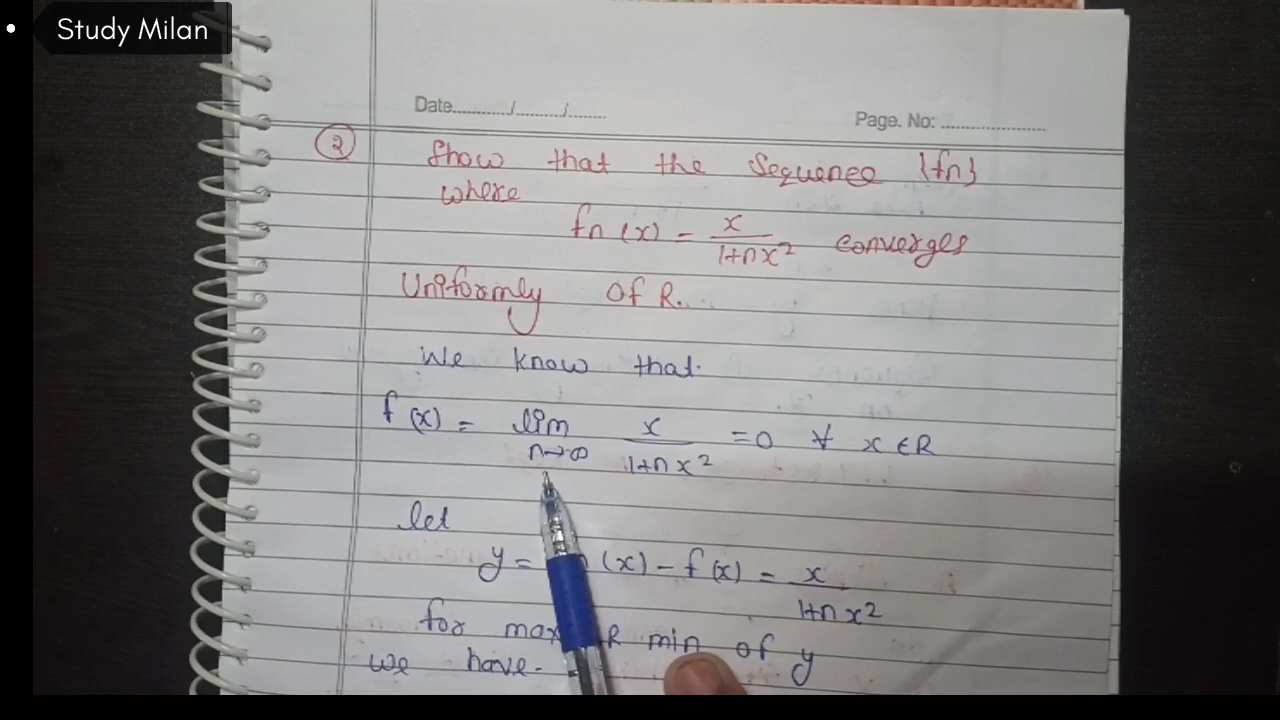 Study Milan
Date............/............/.........
Page. No: ......................
2
Show that the Sequence {fn}
where
fn (x) = x / 1+nx² converges
Uniformly of R.
We know that.
f(x) = lim n→∞ x / 1+nx² = 0 ∀ x ∈ R
let
y = (x) - f(x) = x / 1+nx²
for max min of y
we have-